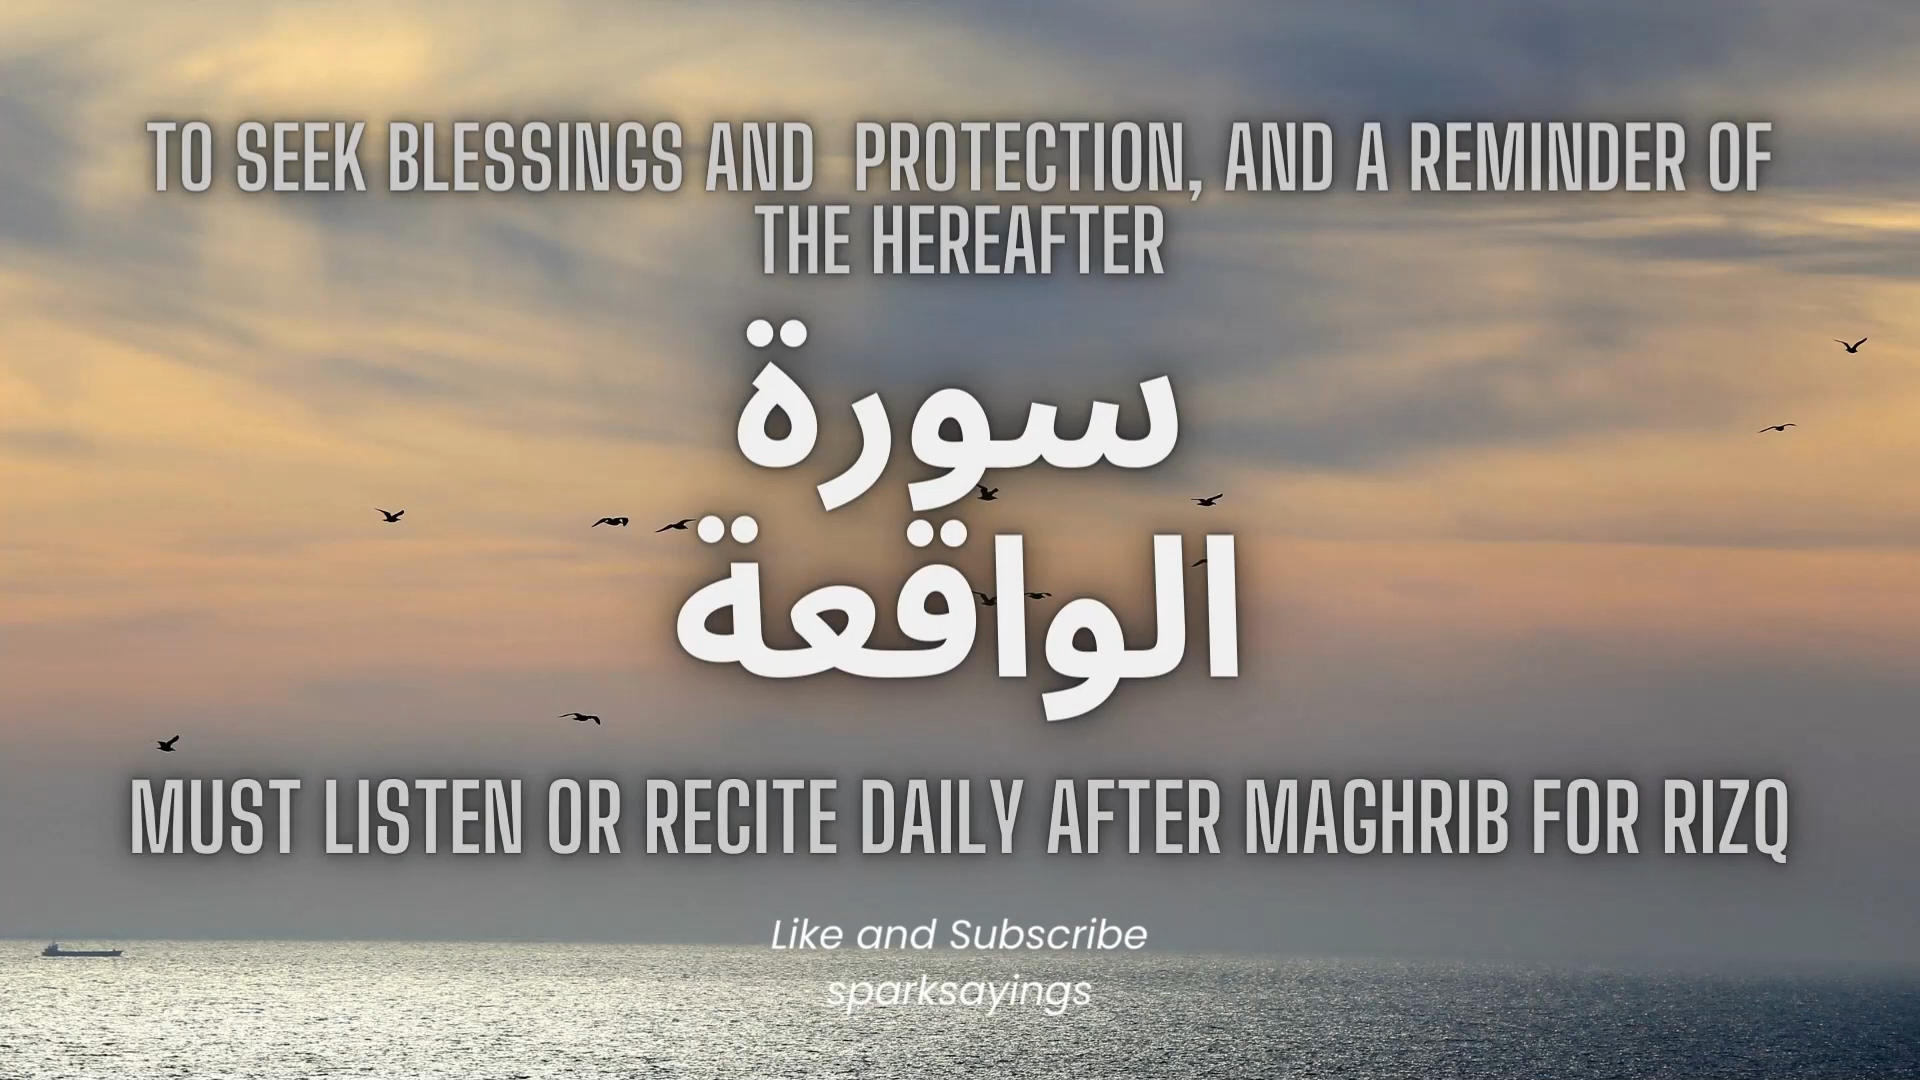 TO SEEK BLESSINGS AND PROTECTION, AND A REMINDER OF
THE HEREAFTER
سورة
الواقعة
MUST LISTEN OR RECITE DAILY AFTER MAGHRIB FOR RIZQ
Like and Subscribe
sparksayings